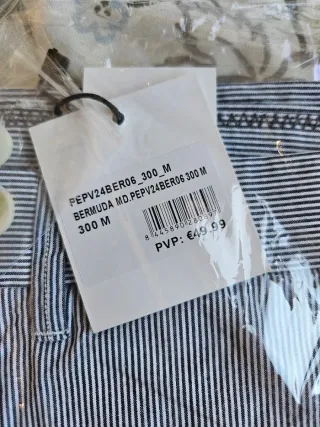 PEPV24BER06_300_M
BERMUDA MD.PEPV24BER06 300 M
300 M
PVP: €49,99